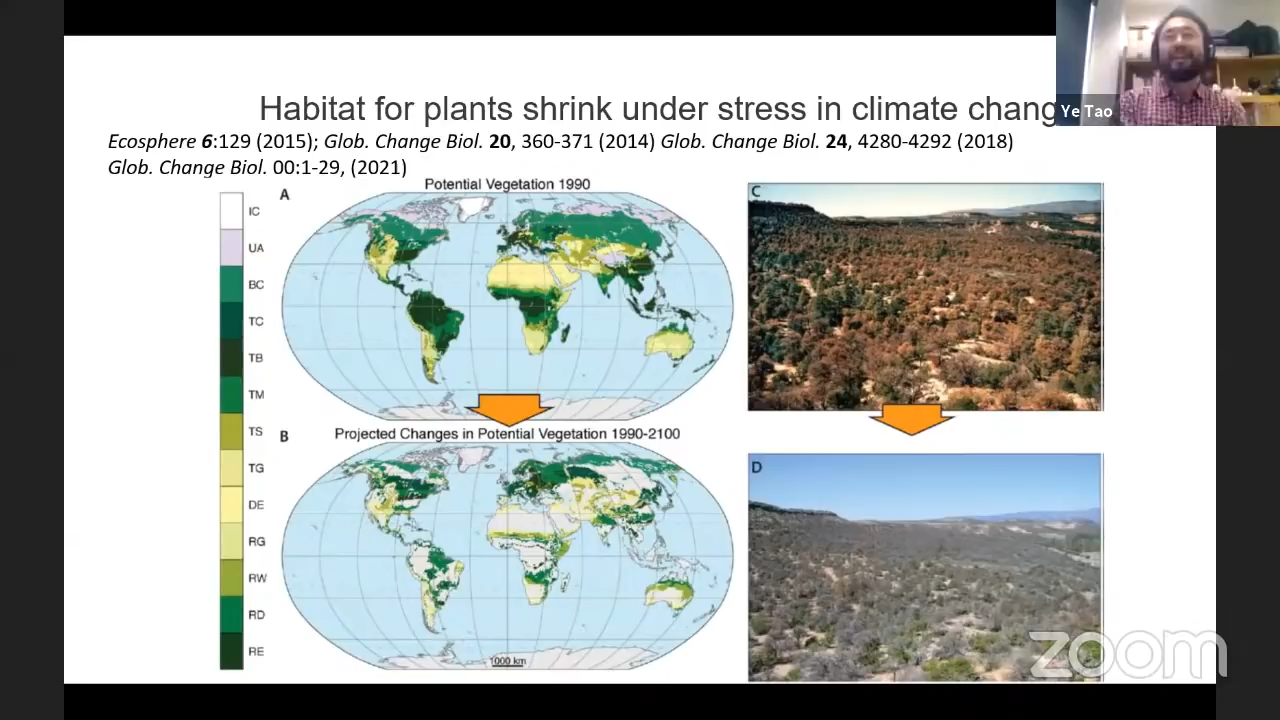 Habitat for plants shrink under stress in climate chang
Ye Tao
Ecosphere 6:129 (2015); Glob. Change Biol. 20, 360-371 (2014) Glob. Change Biol. 24, 4280-4292 (2018)
Glob. Change Biol. 00:1-29, (2021)
A
Potential Vegetation 1990
C
IC
UA
BC
TC
TB
TM
TS
TG
DE
RG
RW
RD
RE
B
Projected Changes in Potential Vegetation 1990-2100
D
1000 km
zoom